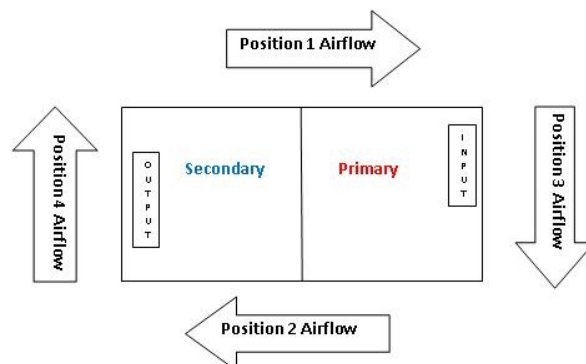 Position 1 Airflow
Position 4 Airflow
OUTPUT
Secondary
Primary
INPUT
Position 3 Airflow
Position 2 Airflow